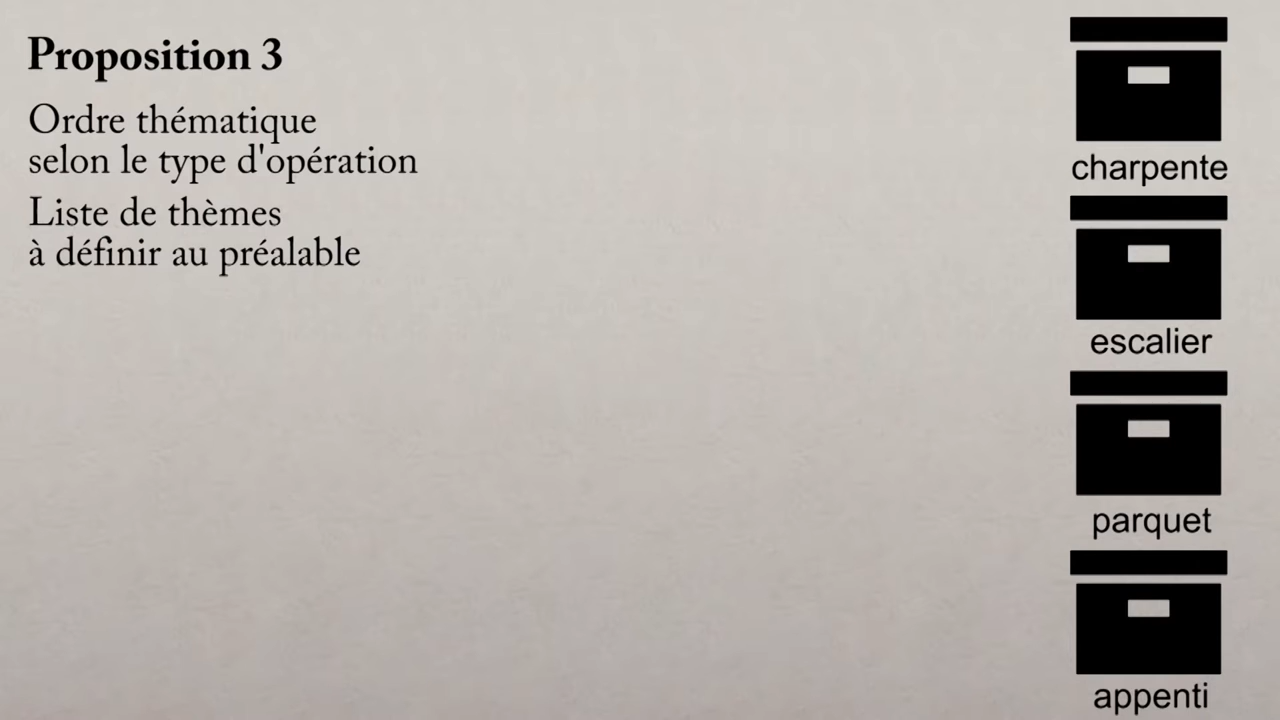 Proposition 3
Ordre thématique
selon le type d'opération
Liste de thèmes
à définir au préalable
charpente
escalier
parquet
appenti